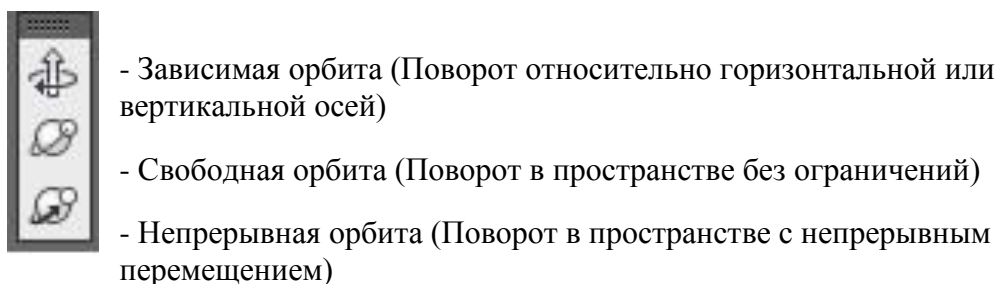 - Зависимая орбита (Поворот относительно горизонтальной или
вертикальной осей)
- Свободная орбита (Поворот в пространстве без ограничений)
- Непрерывная орбита (Поворот в пространстве с непрерывным
перемещением)